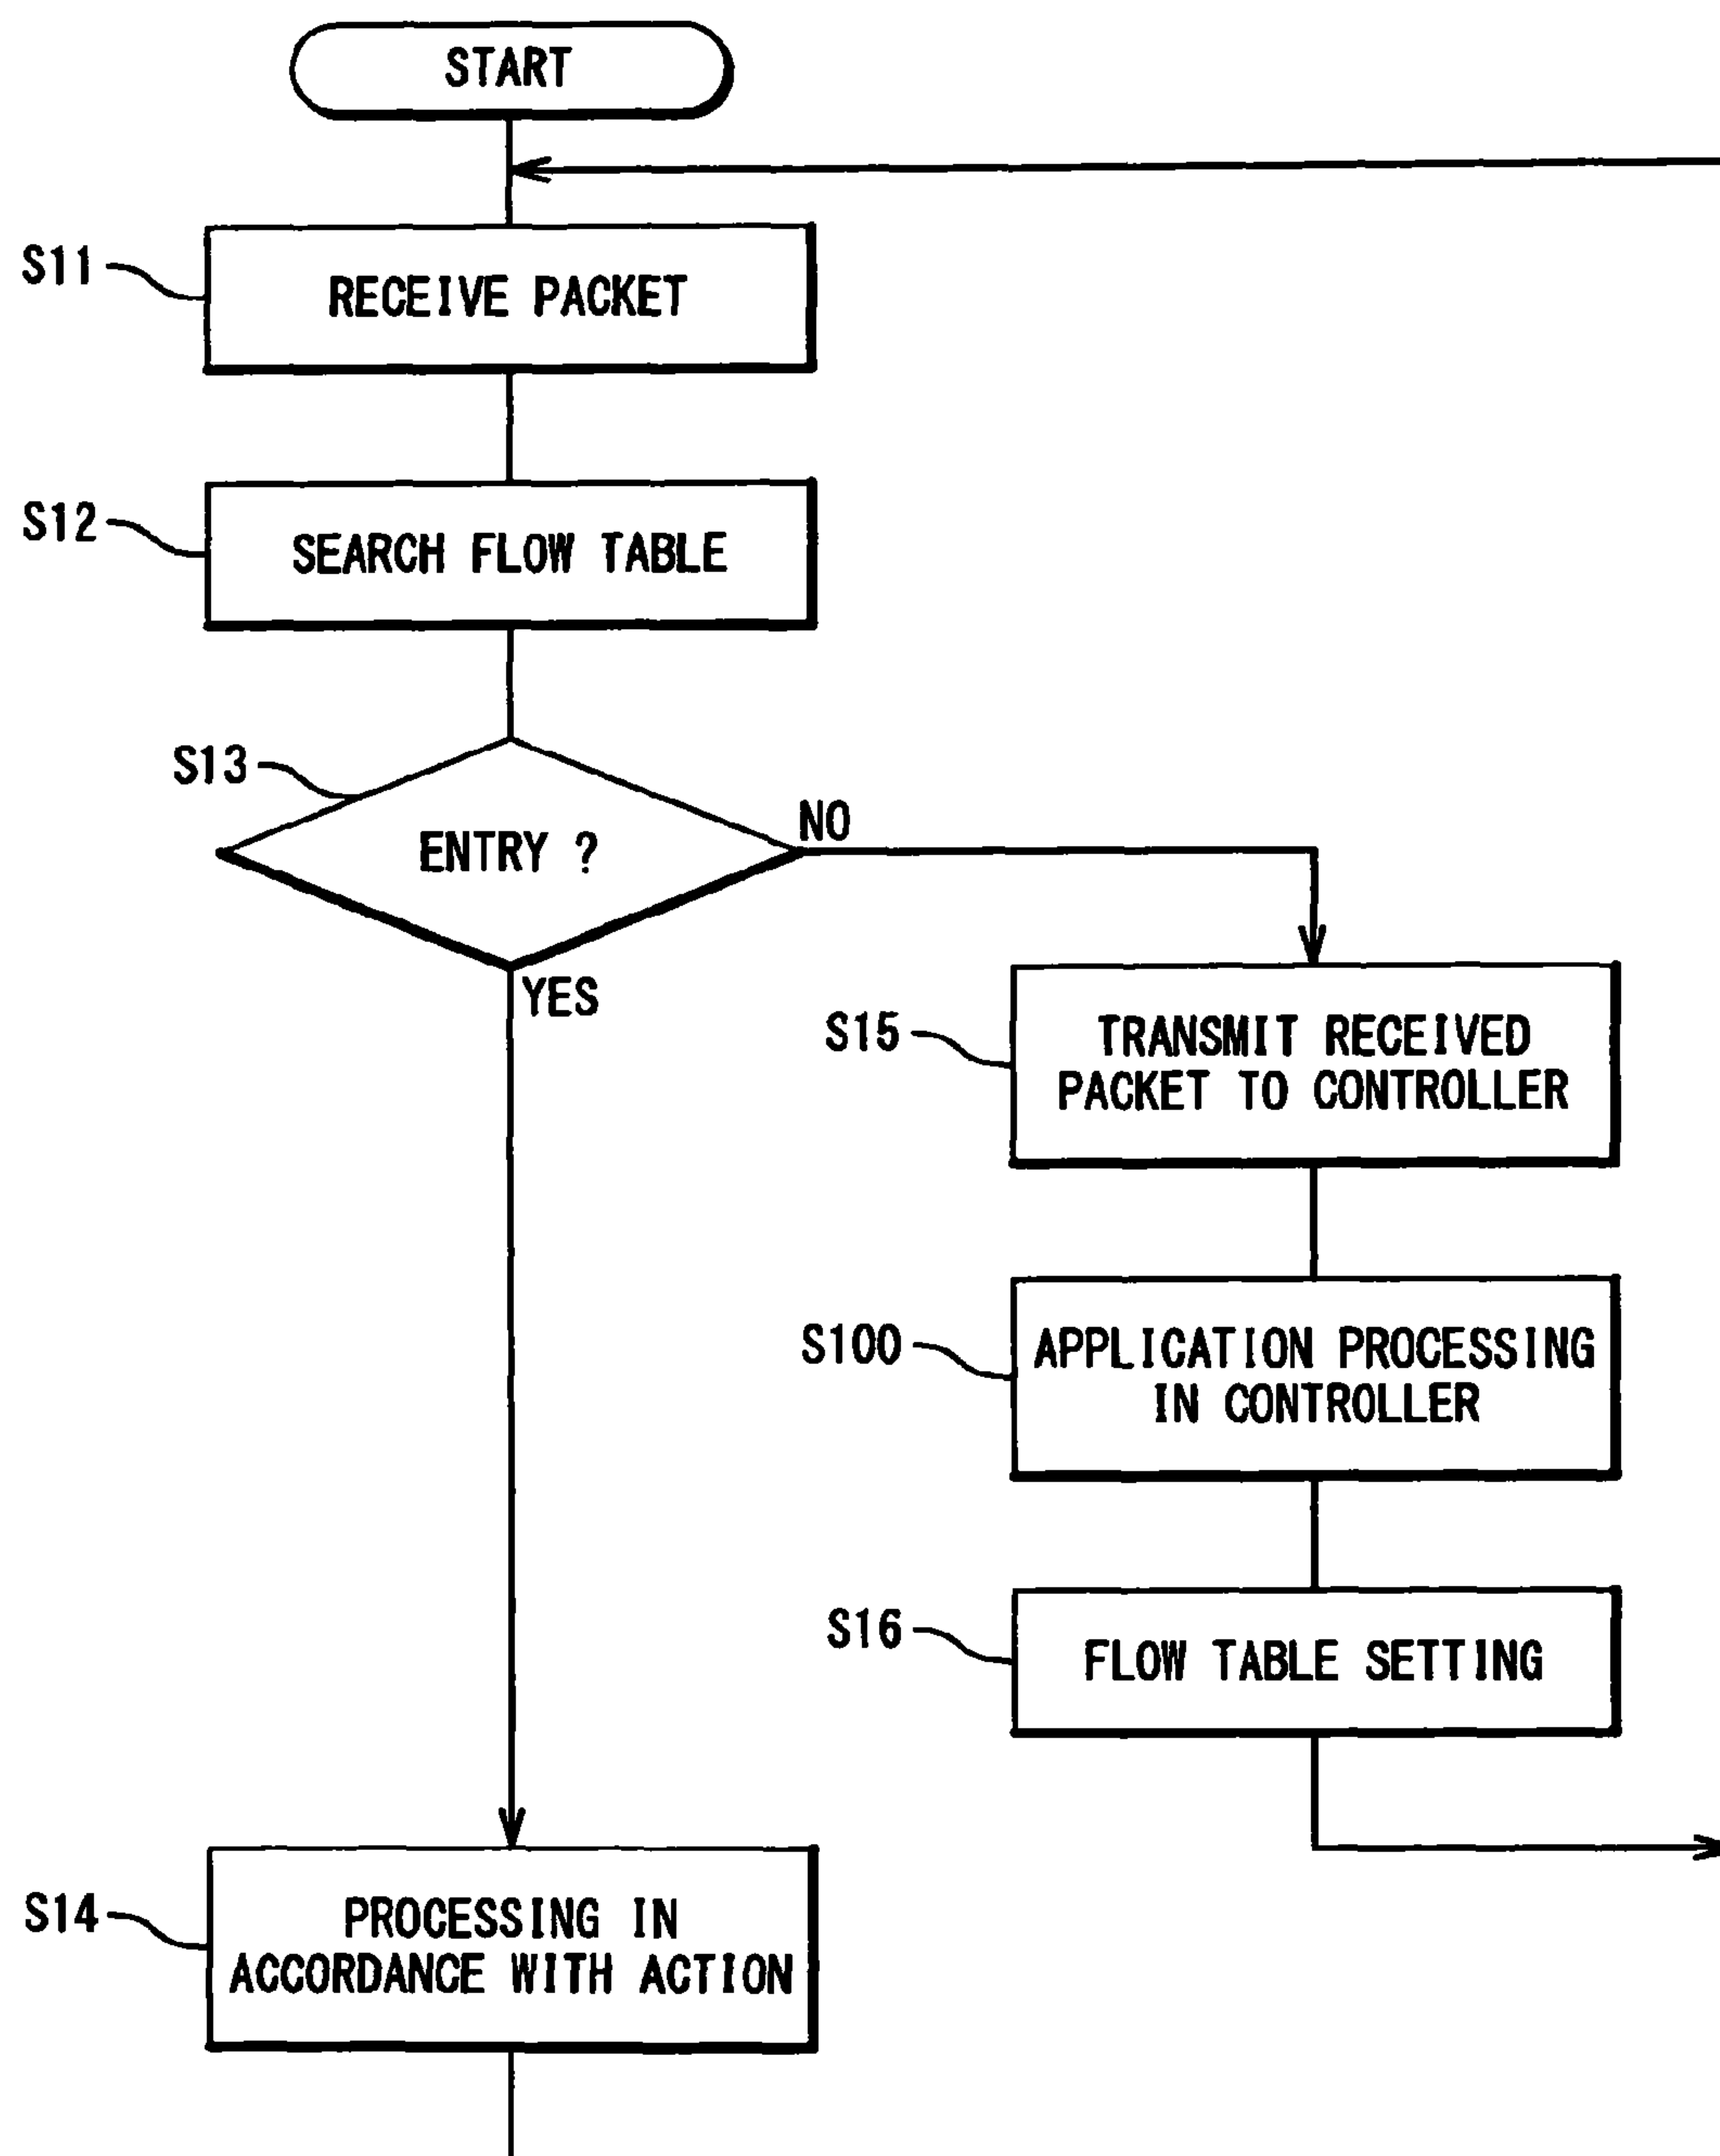 START
S11
RECEIVE PACKET
S12
SEARCH FLOW TABLE
S13
ENTRY ?
NO
YES
S15
TRANSMIT RECEIVED
PACKET TO CONTROLLER
S100
APPLICATION PROCESSING
IN CONTROLLER
S16
FLOW TABLE SETTING
S14
PROCESSING IN
ACCORDANCE WITH ACTION